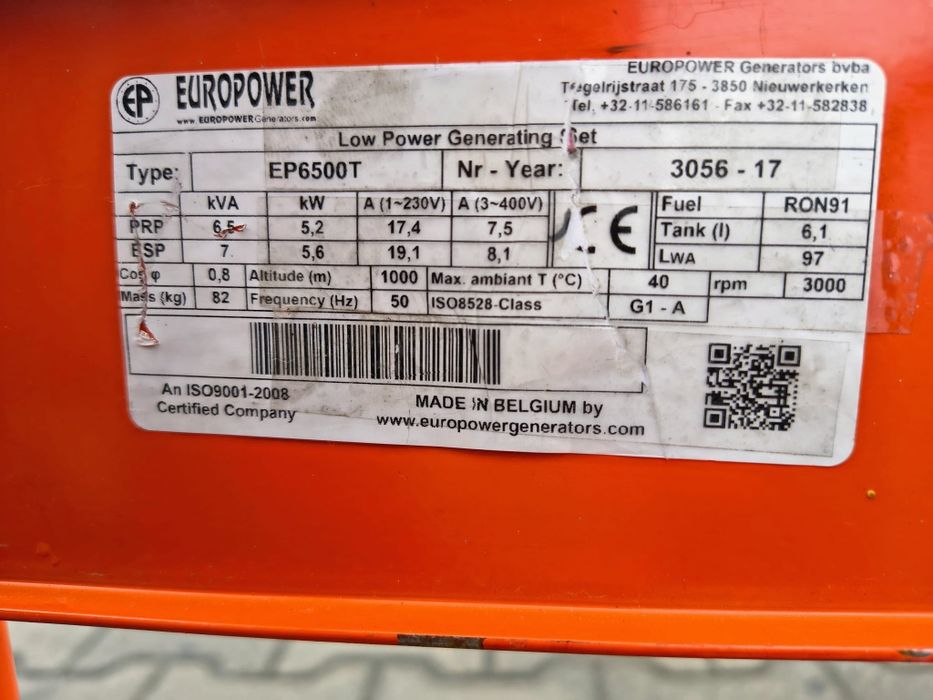 EP
EUROPOWER
www.EUROPOWERGenerators.com
EUROPOWER Generators bvba
Tegelrijstraat 175 - 3850 Nieuwerkerken
Tel. +32-11-586161 - Fax +32-11-582838
Low Power Generating Set
Type: EP6500T Nr - Year: 3056 - 17
kVA kW A (1~230V) A (3~400V) CE Fuel RON91
PRP 6,5 5,2 17,4 7,5 Tank (l) 6,1
ESP 7 5,6 19,1 8,1 LWA 97
Cos φ 0,8 Altitude (m) 1000 Max. ambiant T (°C) 40 rpm 3000
Mass (kg) 82 Frequency (Hz) 50 ISO8528-Class G1 - A
An ISO9001-2008
Certified Company
MADE IN BELGIUM by
www.europowergenerators.com